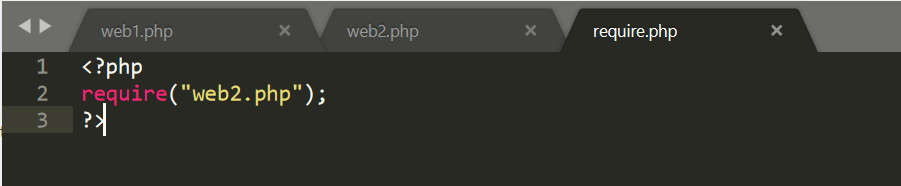 web1.php × web2.php × require.php ×
1 <?php
2 require("web2.php");
3 ?>